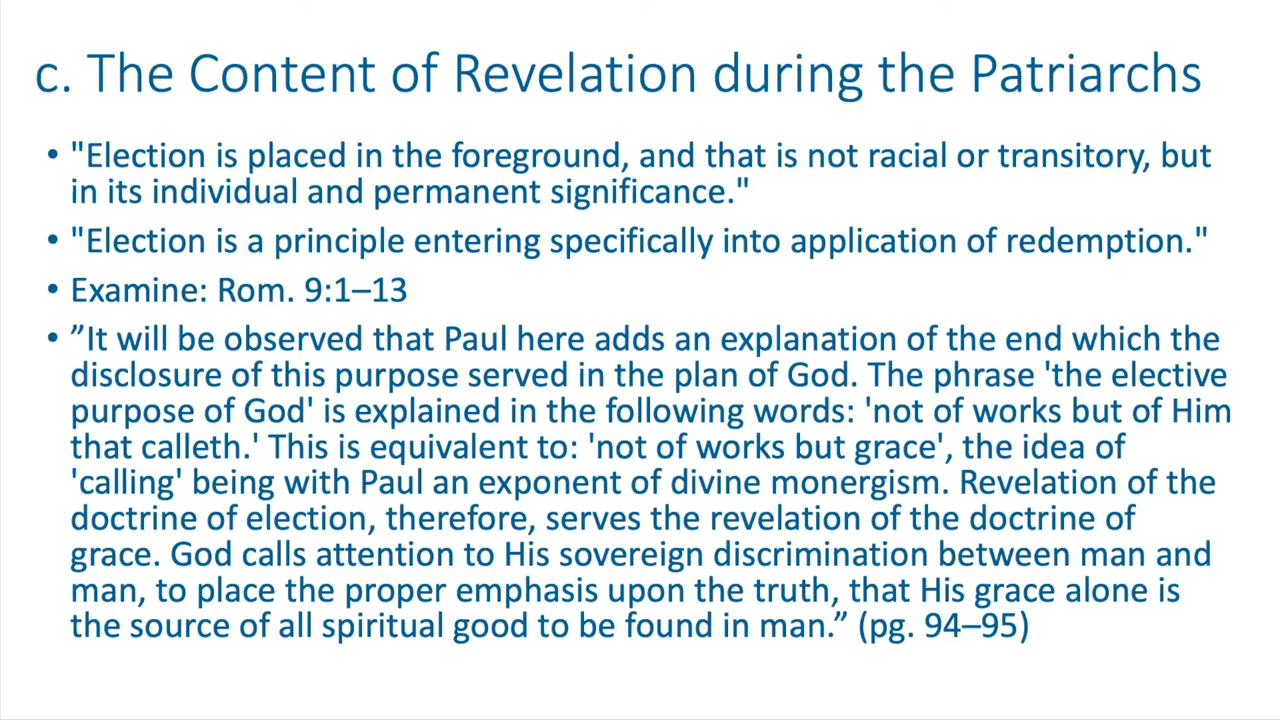 c. The Content of Revelation during the Patriarchs
• "Election is placed in the foreground, and that is not racial or transitory, but
in its individual and permanent significance."
• "Election is a principle entering specifically into application of redemption."
• Examine: Rom. 9:1–13
• ”It will be observed that Paul here adds an explanation of the end which the
disclosure of this purpose served in the plan of God. The phrase 'the elective
purpose of God' is explained in the following words: 'not of works but of Him
that calleth.' This is equivalent to: 'not of works but grace', the idea of
'calling' being with Paul an exponent of divine monergism. Revelation of the
doctrine of election, therefore, serves the revelation of the doctrine of
grace. God calls attention to His sovereign discrimination between man and
man, to place the proper emphasis upon the truth, that His grace alone is
the source of all spiritual good to be found in man.” (pg. 94–95)